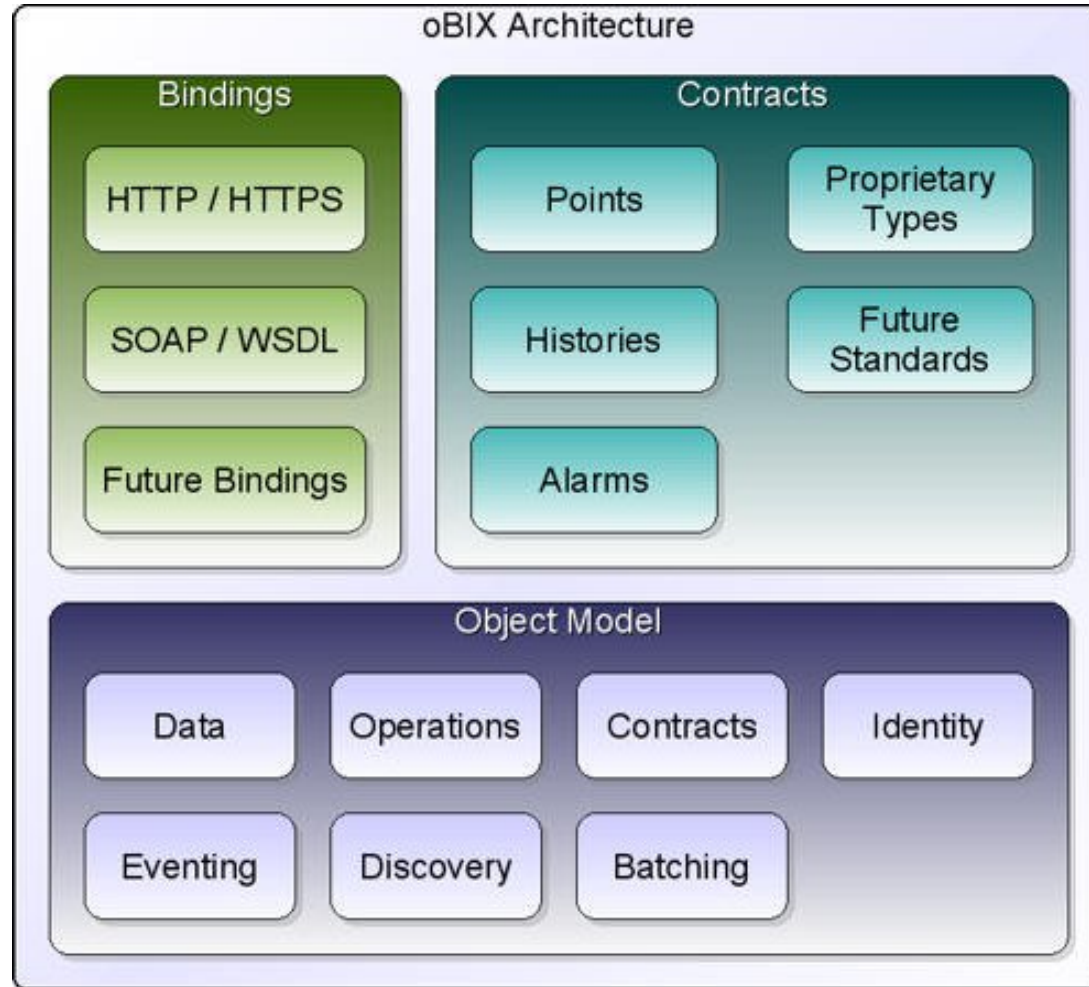 oBIX Architecture
Bindings
HTTP / HTTPS
SOAP / WSDL
Future Bindings
Contracts
Points
Proprietary
Types
Histories
Future
Standards
Alarms
Object Model
Data
Operations
Contracts
Identity
Eventing
Discovery
Batching